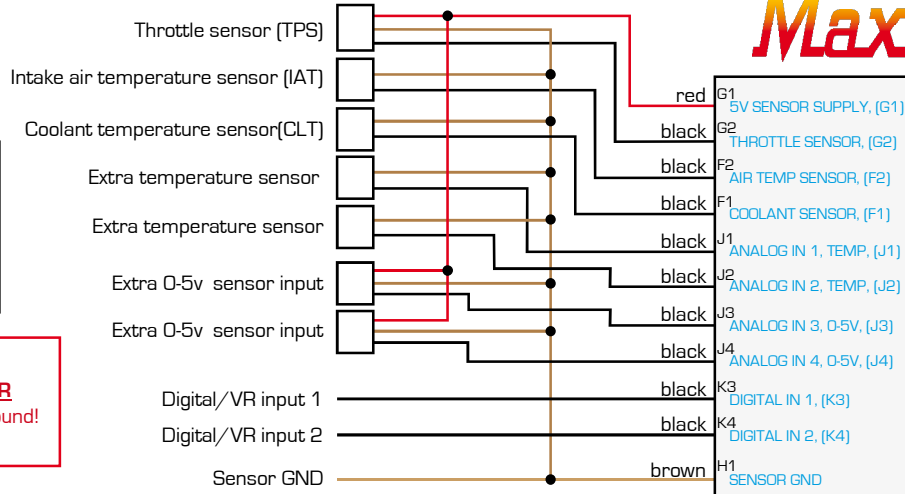 Max
Throttle sensor (TPS)
Intake air temperature sensor (IAT)
Coolant temperature sensor(CLT)
Extra temperature sensor
Extra temperature sensor
Extra 0-5v sensor input
Extra 0-5v sensor input
Digital/VR input 1
Digital/VR input 2
Sensor GND
R
und!
red G1
5V SENSOR SUPPLY, (G1)
black G2
THROTTLE SENSOR, (G2)
black F2
AIR TEMP SENSOR, (F2)
black F1
COOLANT SENSOR, (F1)
black J1
ANALOG IN 1, TEMP, (J1)
black J2
ANALOG IN 2, TEMP, (J2)
black J3
ANALOG IN 3, 0-5V, (J3)
black J4
ANALOG IN 4, 0-5V, (J4)
black K3
DIGITAL IN 1, (K3)
black K4
DIGITAL IN 2, (K4)
brown H1
SENSOR GND